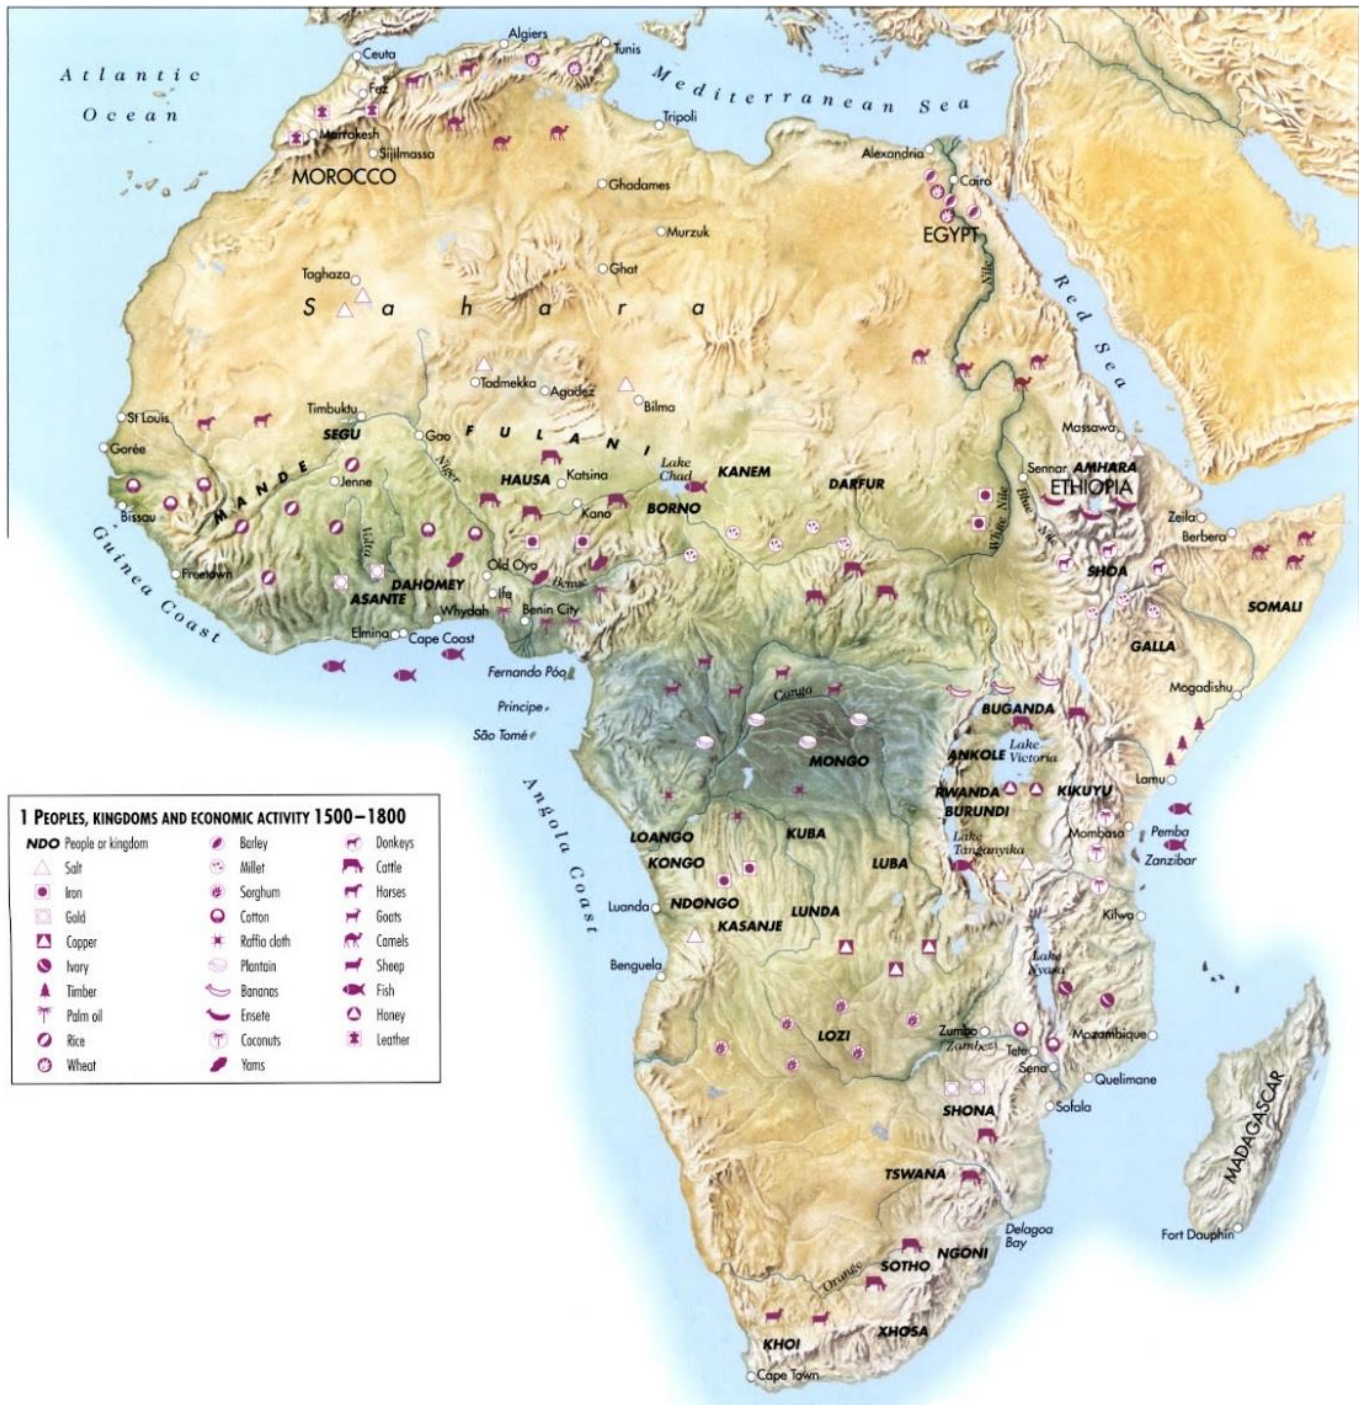 Atlantic
Ocean
Ceuta
Algiers
Tunis
Fez
Marrakesh
Sijilmassa
MOROCCO
Mediterranean Sea
Tripoli
Alexandria
Cairo
EGYPT
Ghadames
Murzuk
Ghat
Nile
Red Sea
Taghaza
Sahara
Tadmekka
Agadez
Bilma
St Louis
Timbuktu
Gorée
SEGU
Gao
FULANI
Massawa
Lake
Chad
KANEM
Niger
HAUSA
Katsina
Sennar
AMHARA
ETHIOPIA
DARFUR
MANDE
Jenne
Bissau
Kano
BORNO
White Nile
Blue Nile
Zeila
Berbera
Guinea Coast
Volta
Freetown
Old Oyo
Benue
DAHOMEY
ASANTE
Ife
SHOA
SOMALI
Whydah
Benin City
Elmina
Cape Coast
GALLA
Fernando Póo
Congo
Mogadishu
Principe
São Tomé
BUGANDA
ANKOLE
Lake
Victoria
MONGO
RWANDA
KIKUYU
Lamu
BURUNDI
Angola Coast
LOANGO
KUBA
Lake
Tanganyika
Mombasa
Pemba
Zanzibar
KONGO
LUBA
Luanda
NDONGO
LUNDA
KASANJE
Kilwa
Benguela
Lake
Nyasa
LOZI
Zumbo
Zambezi
Tete
Mozambique
Sena
Quelimane
SHONA
Sofala
MADAGASCAR
TSWANA
Delagoa
Bay
Fort Dauphin
NGONI
SOTHO
Orange
XHOSA
KHOI
Cape Town
1 PEOPLES, KINGDOMS AND ECONOMIC ACTIVITY 1500–1800
NDO People or kingdom
Salt
Iron
Gold
Copper
Ivory
Timber
Palm oil
Rice
Wheat
Barley
Millet
Sorghum
Cotton
Raffia cloth
Plantain
Bananas
Ensete
Coconuts
Yams
Donkeys
Cattle
Horses
Goats
Camels
Sheep
Fish
Honey
Leather